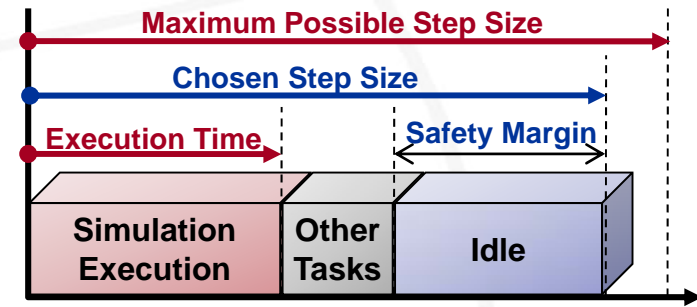 Maximum Possible Step Size
Chosen Step Size
Execution Time
Safety Margin
Simulation
Execution
Other
Tasks
Idle